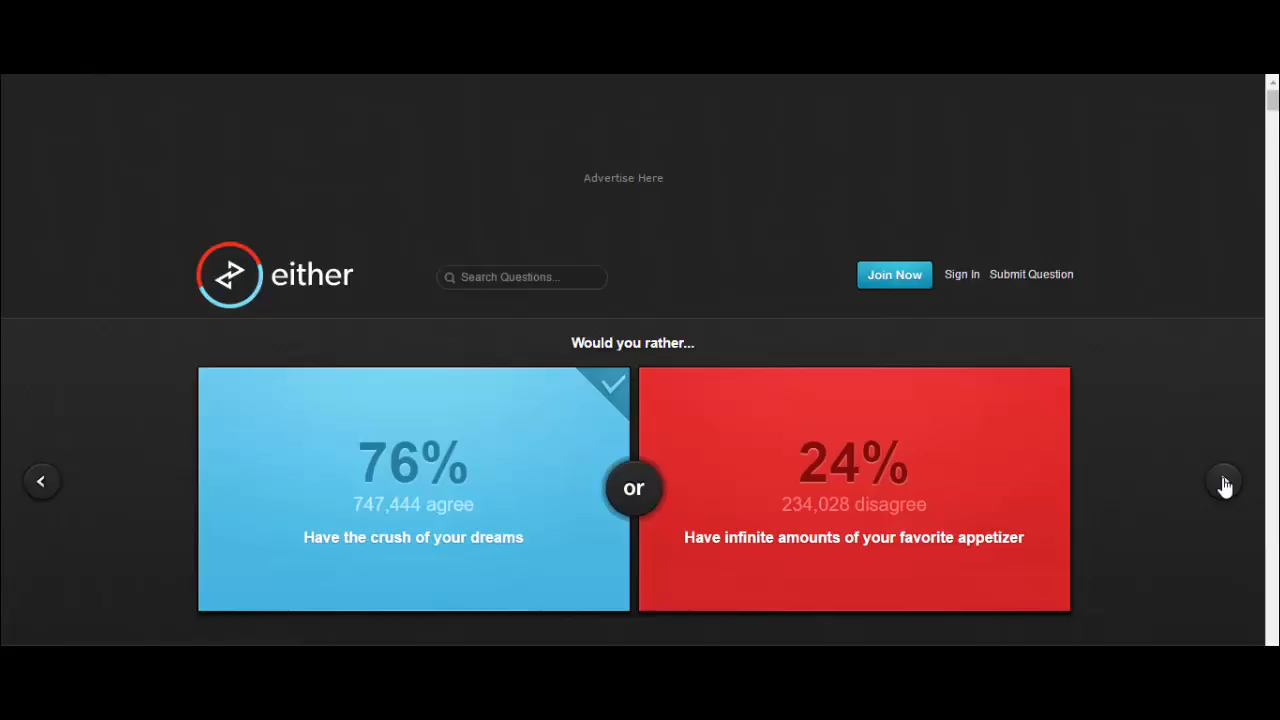 Advertise Here
either
Search Questions...
Join Now
Sign In
Submit Question
Would you rather...
76%
747,444 agree
Have the crush of your dreams
or
24%
234,028 disagree
Have infinite amounts of your favorite appetizer